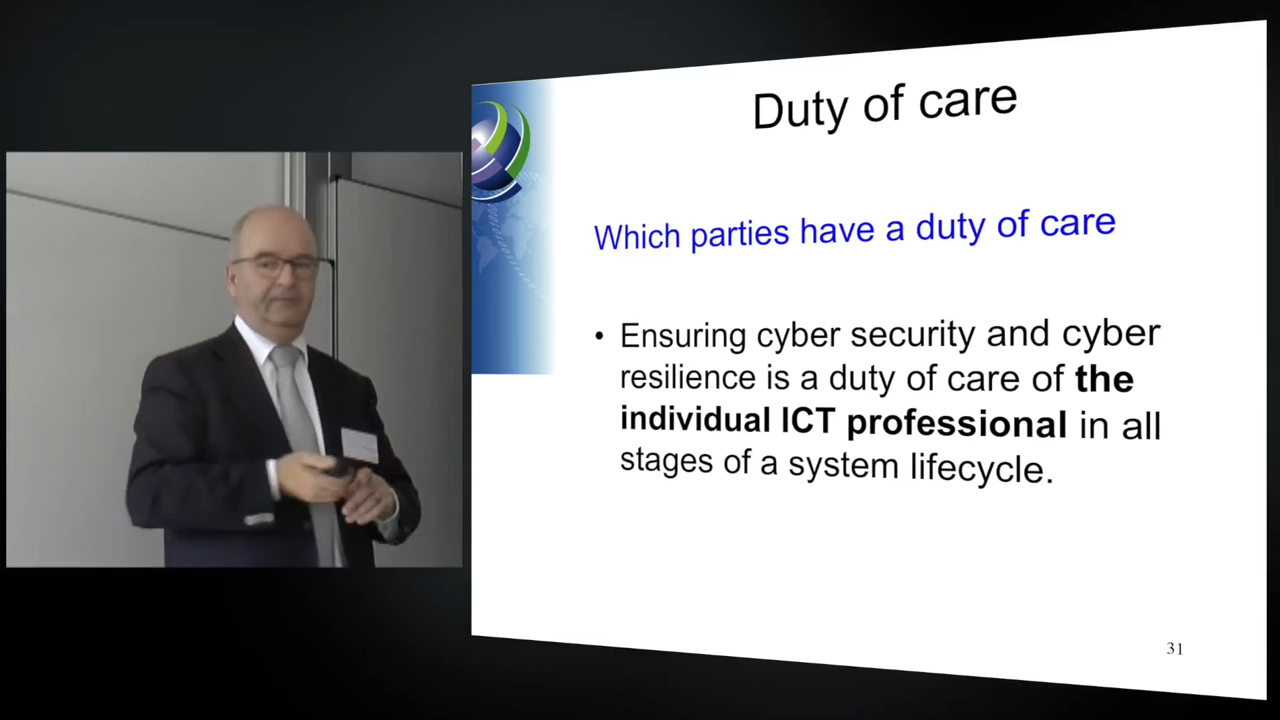 Duty of care
Which parties have a duty of care
• Ensuring cyber security and cyber
resilience is a duty of care of the
individual ICT professional in all
stages of a system lifecycle.
31